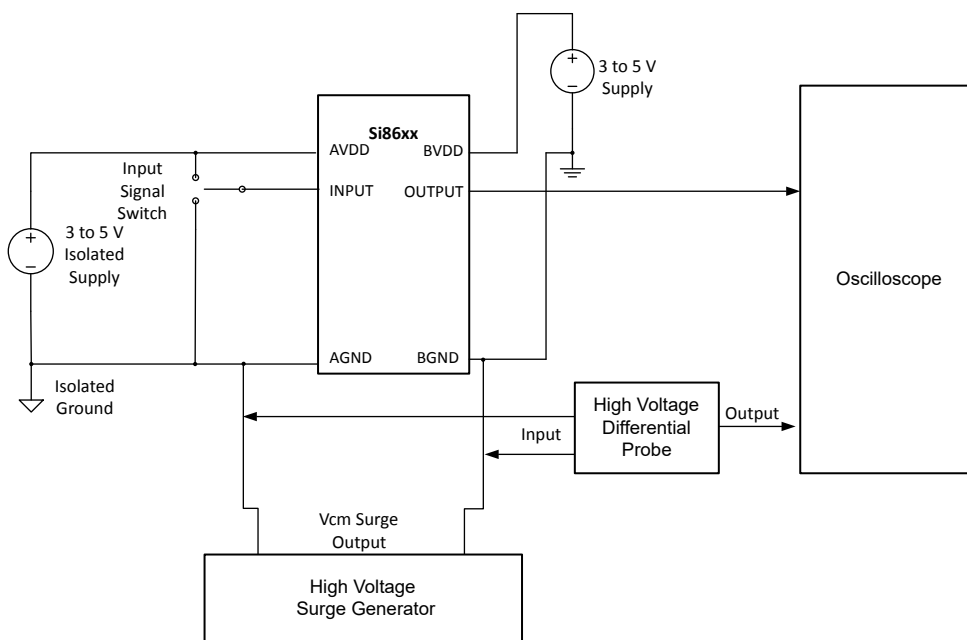 +
−
3 to 5 V
Supply
Si86xx
AVDD
BVDD
Input
Signal
Switch
INPUT
OUTPUT
+
−
3 to 5 V
Isolated
Supply
Oscilloscope
AGND
BGND
Isolated
Ground
High Voltage
Differential
Probe
Input
Output
Vcm Surge
Output
High Voltage
Surge Generator